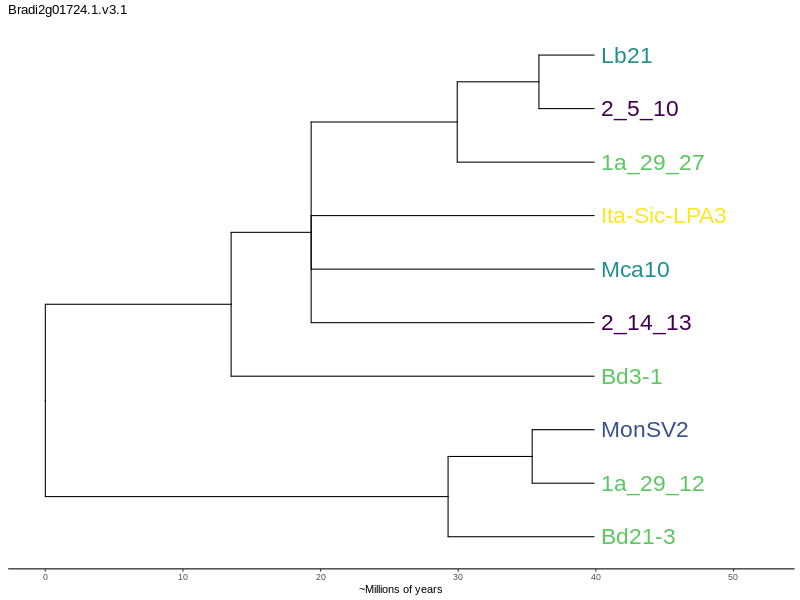 Bradi2g01724.1.v3.1
Lb21
2_5_10
1a_29_27
Ita-Sic-LPA3
Mca10
2_14_13
Bd3-1
MonSV2
1a_29_12
Bd21-3
0 10 20 30 40 50
~Millions of years